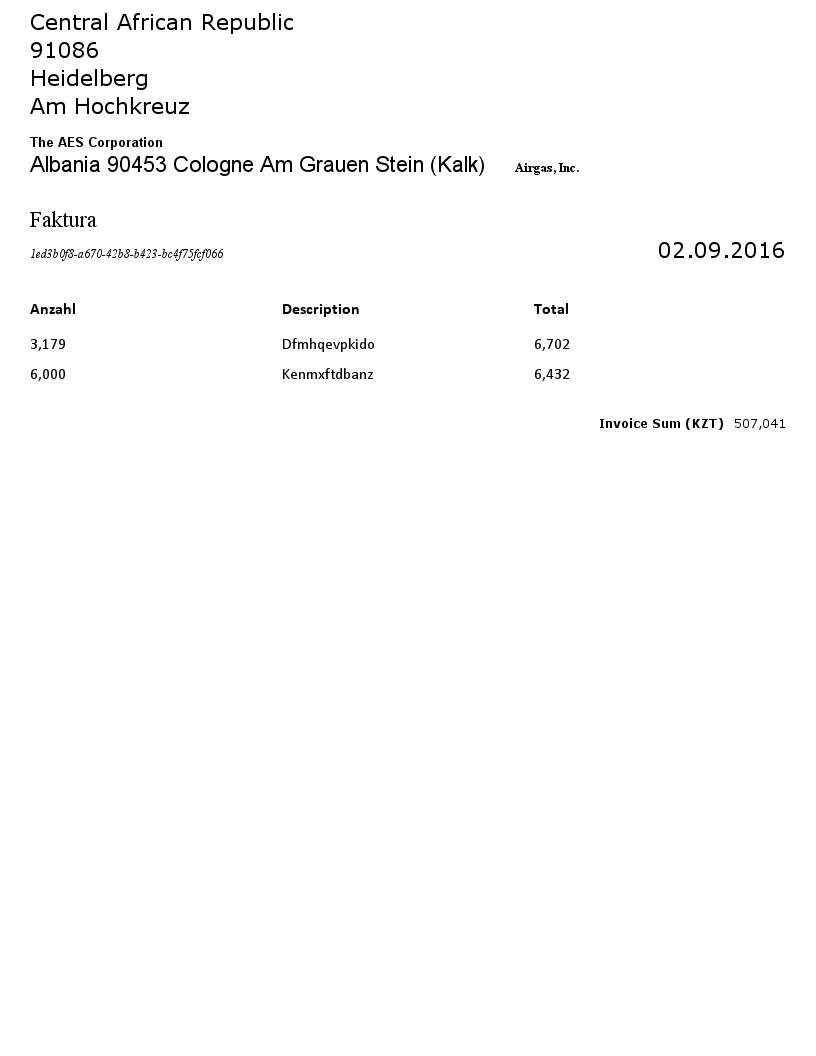 Central African Republic
91086
Heidelberg
Am Hochkreuz
The AES Corporation
Albania 90453 Cologne Am Grauen Stein (Kalk) Airgas, Inc.
Faktura
1ed3b0f8-a670-42b8-b423-bc4f75fcf066 02.09.2016
Anzahl Description Total
3,179 Dfmhqevpkido 6,702
6,000 Kenmxftdbanz 6,432
Invoice Sum (KZT) 507,041